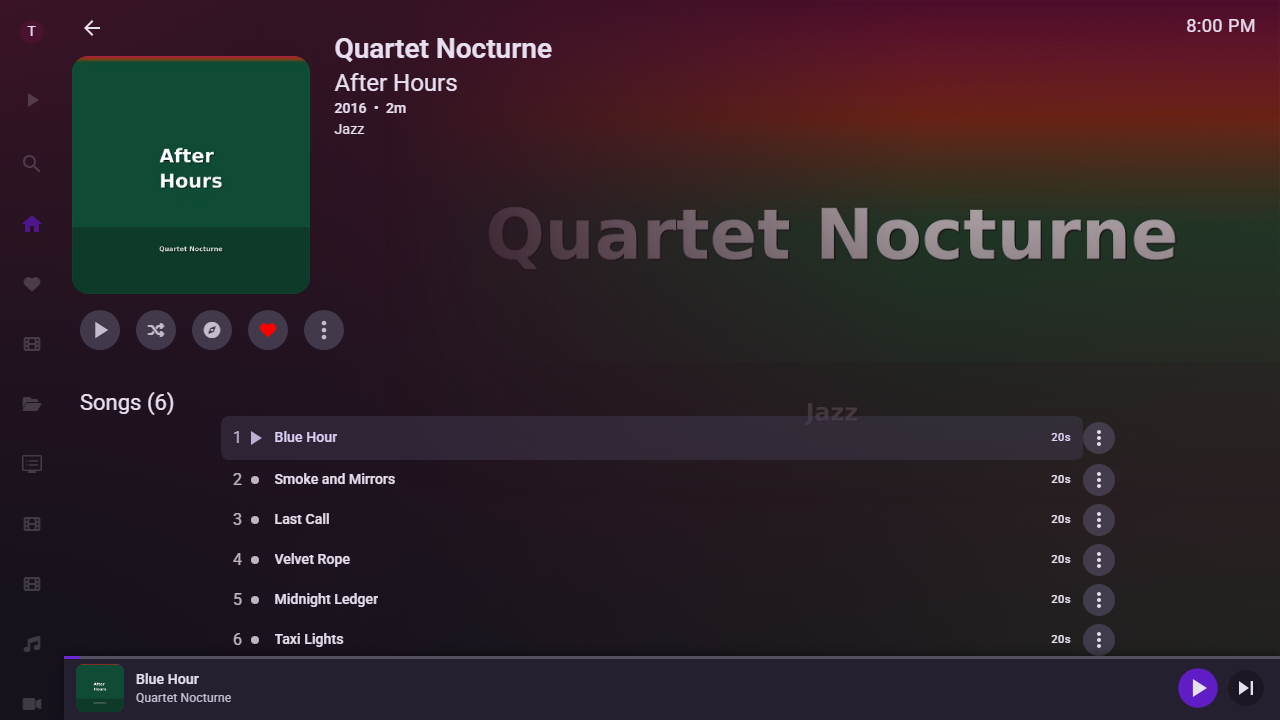 T
8:00 PM
Quartet Nocturne
After Hours
2016 • 2m
Jazz
After
Hours
Quartet Nocturne
Quartet Nocturne
Jazz
Songs (6)
1 Blue Hour 20s
2 Smoke and Mirrors 20s
3 Last Call 20s
4 Velvet Rope 20s
5 Midnight Ledger 20s
6 Taxi Lights 20s
After
Hours
Blue Hour
Quartet Nocturne